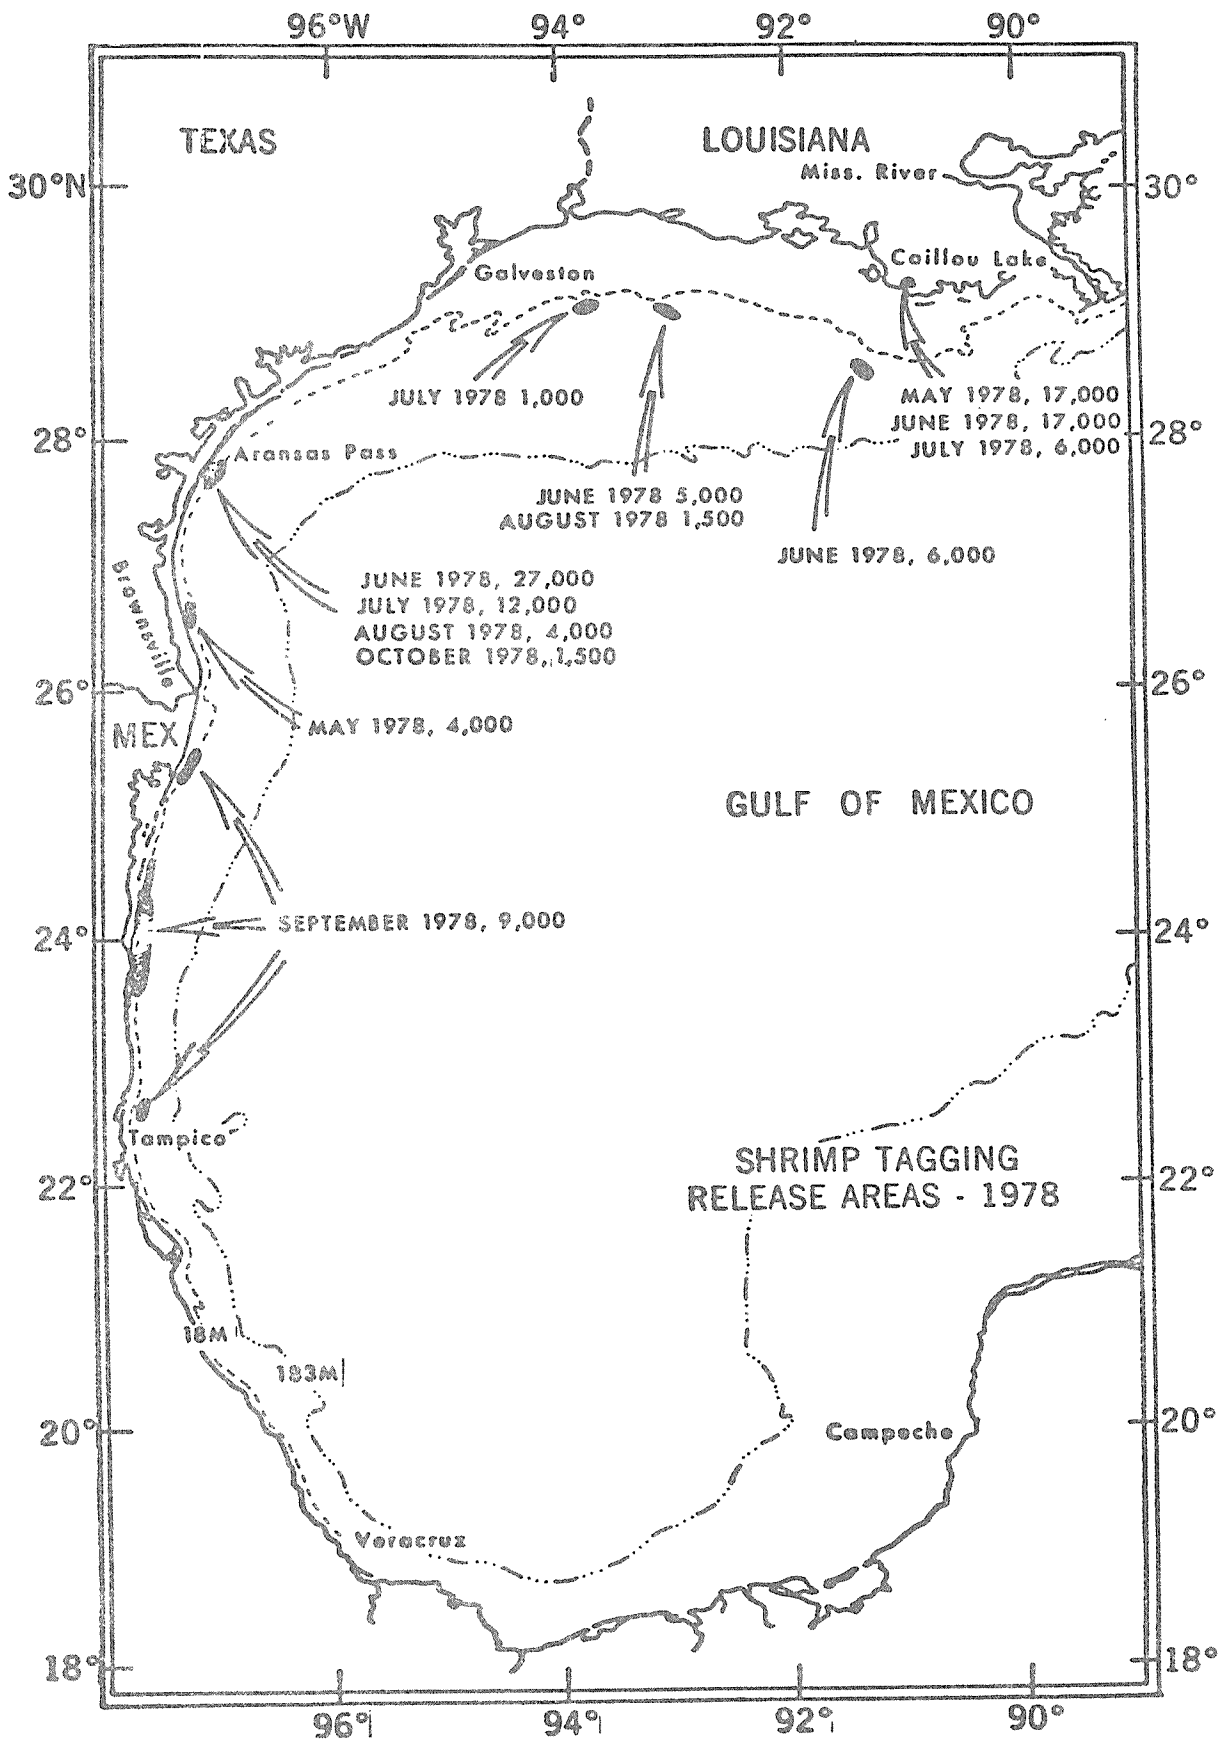 96°W 94° 92° 90°
TEXAS
LOUISIANA
Miss. River
30°N
30°
Caillou Lake
Galveston
JULY 1978 1,000
MAY 1978, 17,000
JUNE 1978, 17,000
JULY 1978, 6,000
28°
28°
Aransas Pass
JUNE 1978 5,000
AUGUST 1978 1,500
JUNE 1978, 6,000
Brownsville
JUNE 1978, 27,000
JULY 1978, 12,000
AUGUST 1978, 4,000
OCTOBER 1978, 1,500
26°
26°
MAY 1978, 4,000
MEX
GULF OF MEXICO
SEPTEMBER 1978, 9,000
24°
24°
Tampico
SHRIMP TAGGING
RELEASE AREAS - 1978
22°
22°
18M
183M
20°
20°
Campeche
Veracruz
18°
18°
96° 94° 92° 90°